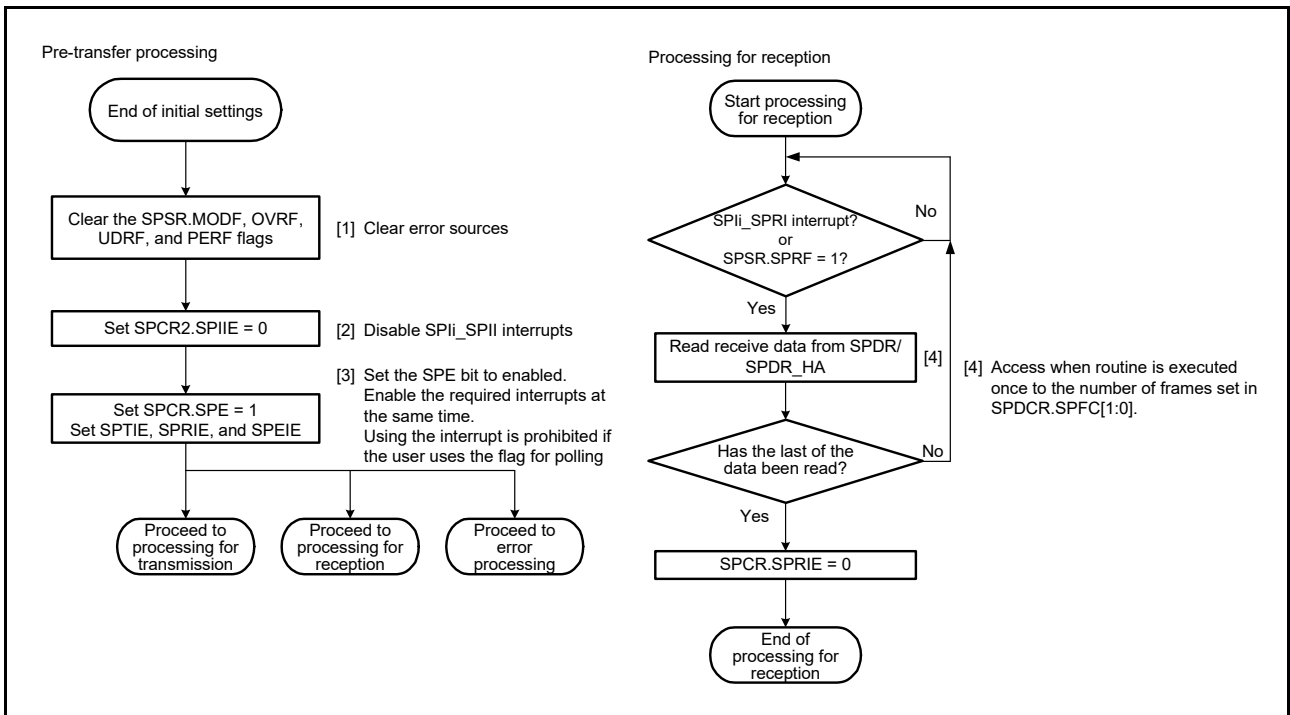 Pre-transfer processing
End of initial settings
Clear the SPSR.MODF, OVRF,
UDRF, and PERF flags
[1] Clear error sources
Set SPCR2.SPIIE = 0
[2] Disable SPIi_SPII interrupts
Set SPCR.SPE = 1
Set SPTIE, SPRIE, and SPEIE
[3] Set the SPE bit to enabled.
Enable the required interrupts at
the same time.
Using the interrupt is prohibited if
the user uses the flag for polling
Proceed to
processing for
transmission
Proceed to
processing for
reception
Proceed to
error
processing
Processing for reception
Start processing
for reception
SPIi_SPRI interrupt?
or
SPSR.SPRF = 1?
No
Yes
Read receive data from SPDR/
SPDR_HA
[4]
[4] Access when routine is executed
once to the number of frames set in
SPDCR.SPFC[1:0].
Has the last of the
data been read?
No
Yes
SPCR.SPRIE = 0
End of
processing for
reception